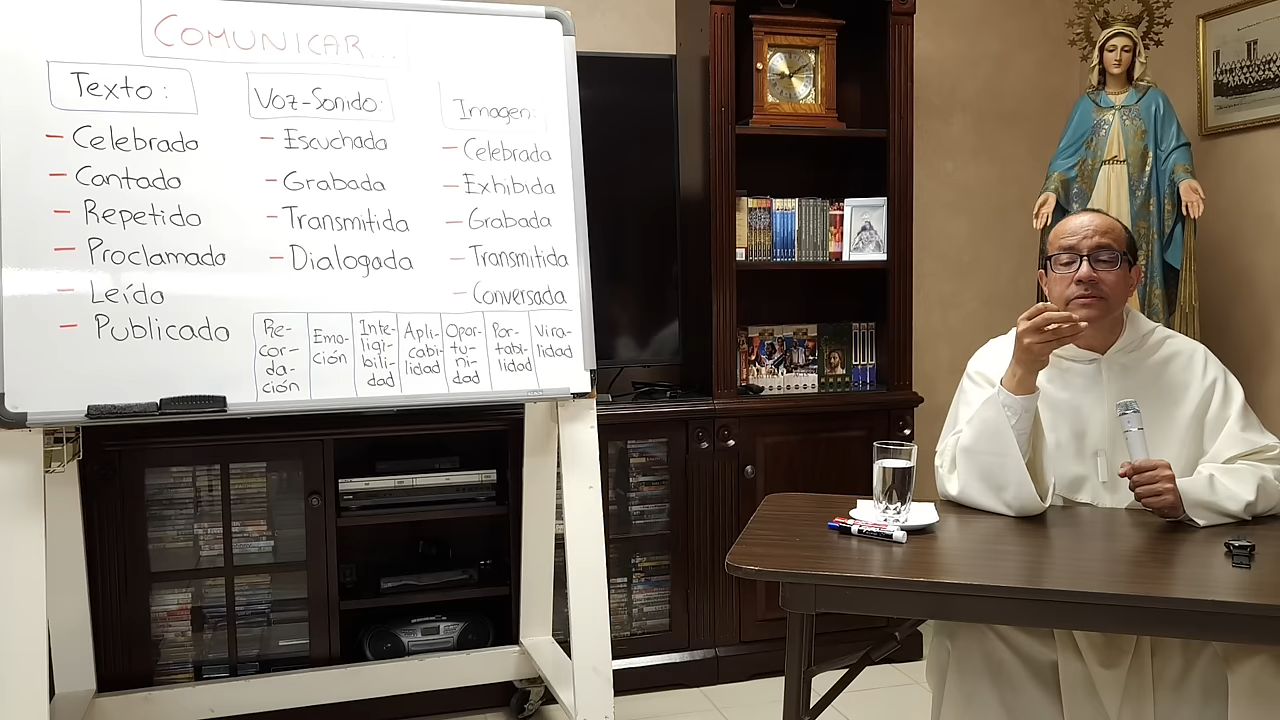 COMUNICAR...
Texto:
- Celebrado
- Cantado
- Repetido
- Proclamado
- Leído
- Publicado
Voz-Sonido:
- Escuchada
- Grabada
- Transmitida
- Dialogada
Imagen:
- Celebrada
- Exhibida
- Grabada
- Transmitida
- Conversada
Re-
cor-
da-
ción
Emo-
ción
Inte-
ligi-
bili-
dad
Apli-
cabi-
lidad
Opor-
tu-
ni-
dad
Por-
tabi-
lidad
Vira-
lidad